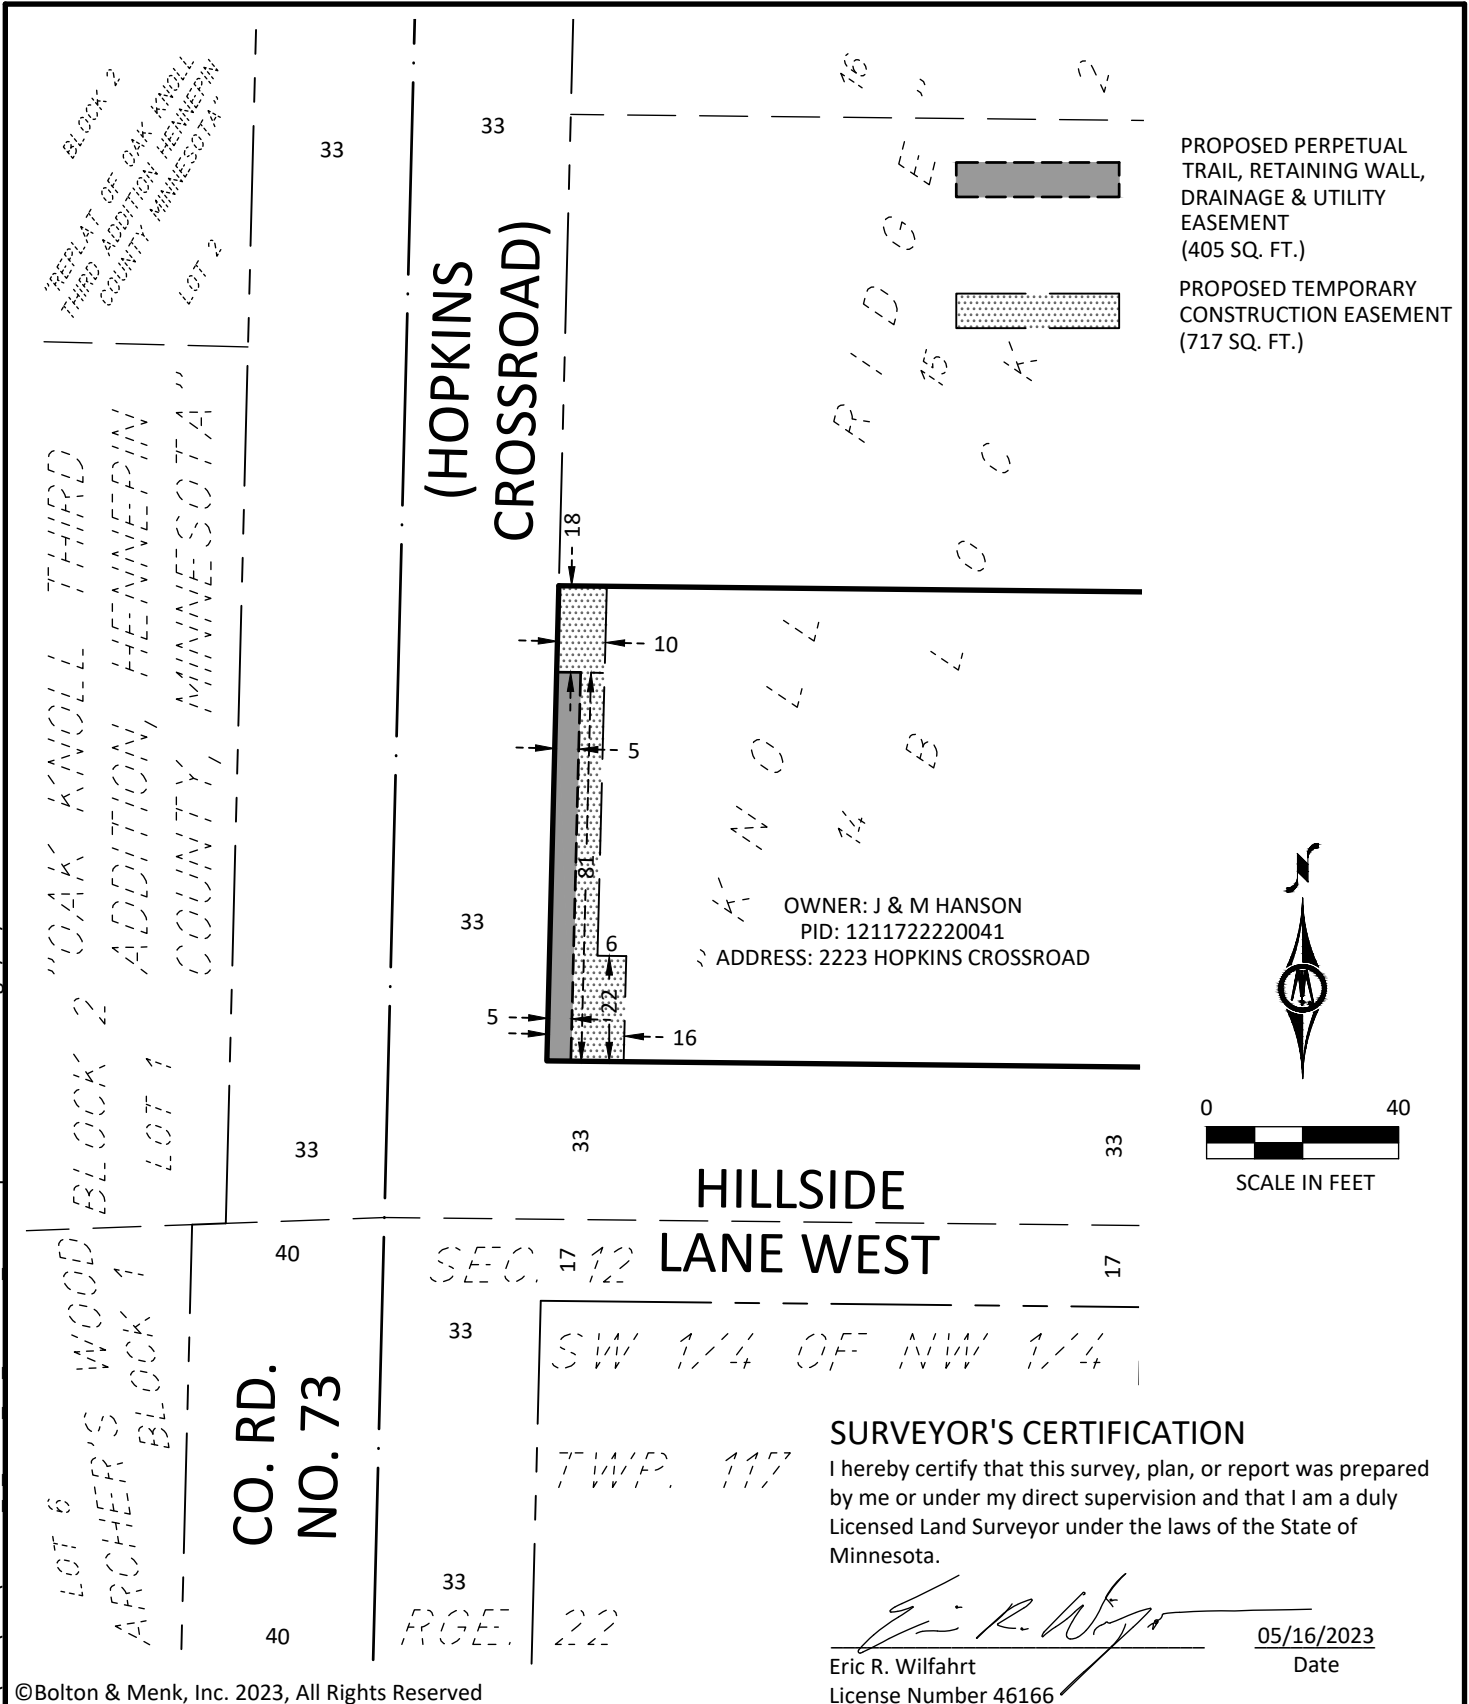 BLOCK 2
"REPLAT OF OAK KNOLL
THIRD ADDITION HENNEPIN
COUNTY MINNESOTA"
LOT 2
33
33
(HOPKINS
CROSSROAD)
16
2
"OAK KNOLL THIRD
ADDITION, HENNEPIN
COUNTY, MINNESOTA"
BLOCK 2
LOT 1
KNOLL RIDGE"
15
14 BLOCK 2
PROPOSED PERPETUAL
TRAIL, RETAINING WALL,
DRAINAGE & UTILITY
EASEMENT
(405 SQ. FT.)
PROPOSED TEMPORARY
CONSTRUCTION EASEMENT
(717 SQ. FT.)
18
10
5
81
33
6
22
5
16
OWNER: J & M HANSON
PID: 1211722220041
ADDRESS: 2223 HOPKINS CROSSROAD
N
0 40
SCALE IN FEET
33
33
33
HILLSIDE
LANE WEST
40
SEC. 12
17
17
33
SW 1/4 OF NW 1/4
TWP. 117
RGE. 22
CO. RD.
NO. 73
LOT 6
ARCHER'S WOOD
BLOCK 1
33
40
SURVEYOR'S CERTIFICATION
I hereby certify that this survey, plan, or report was prepared
by me or under my direct supervision and that I am a duly
Licensed Land Surveyor under the laws of the State of
Minnesota.
05/16/2023
Eric R. Wilfahrt
Date
License Number 46166
©Bolton & Menk, Inc. 2023, All Rights Reserved